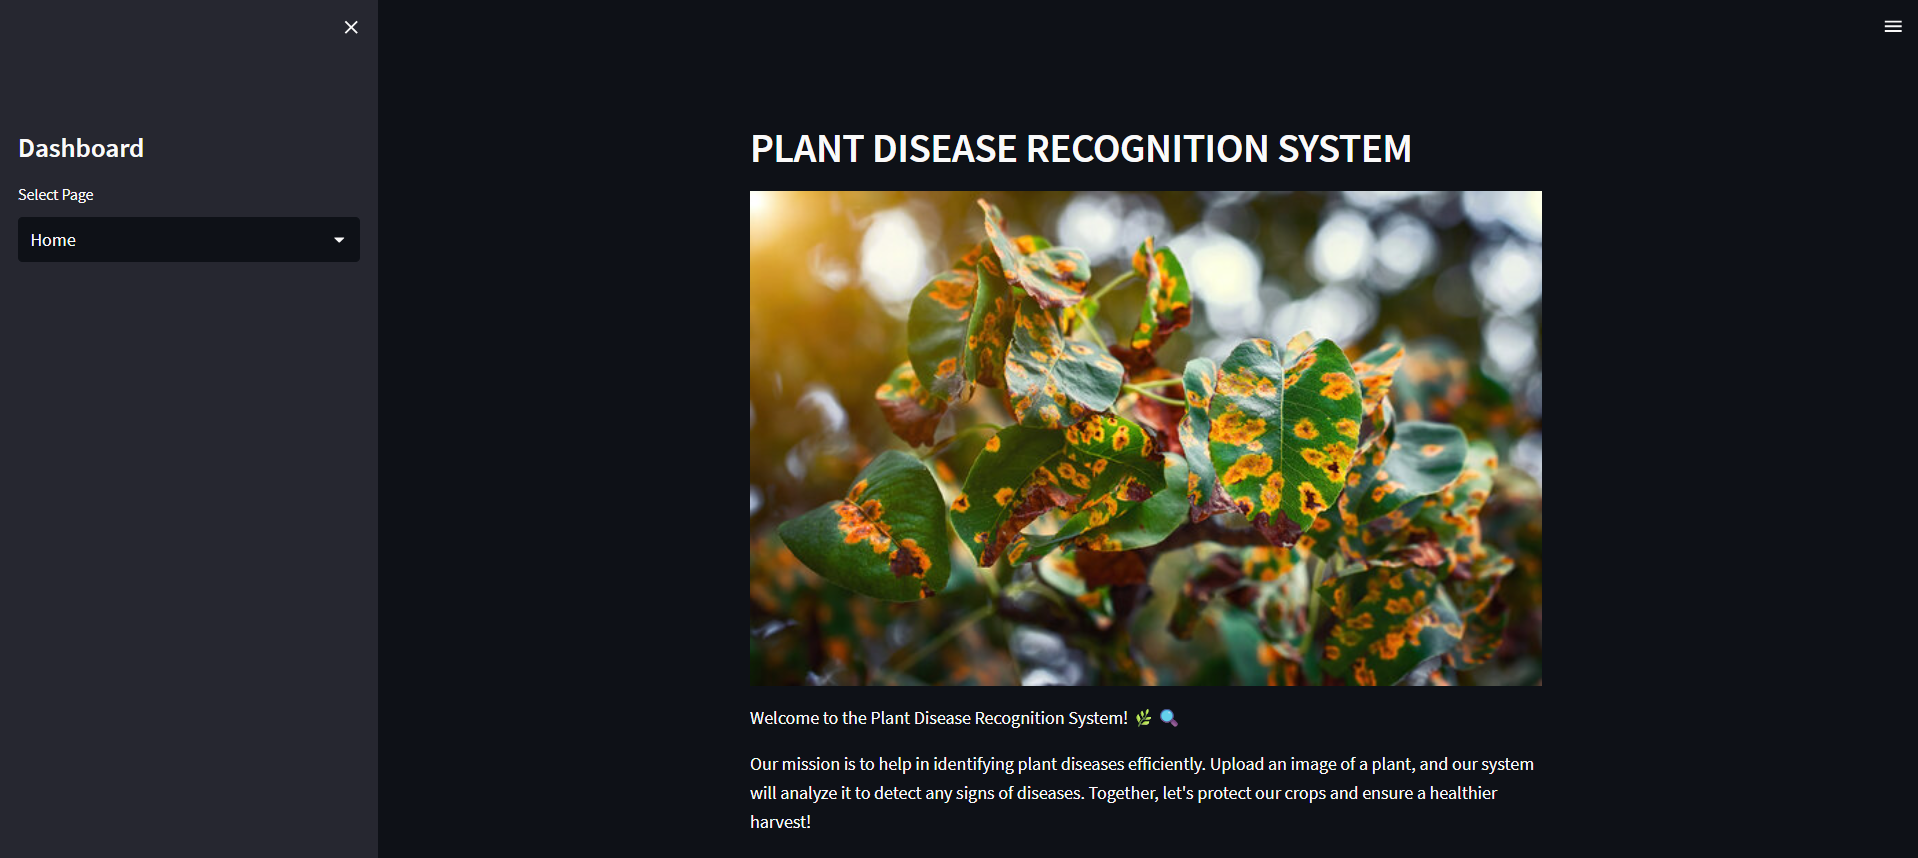 Dashboard
Select Page
Home
PLANT DISEASE RECOGNITION SYSTEM
Welcome to the Plant Disease Recognition System! 🌿 🔍
Our mission is to help in identifying plant diseases efficiently. Upload an image of a plant, and our system
will analyze it to detect any signs of diseases. Together, let's protect our crops and ensure a healthier
harvest!